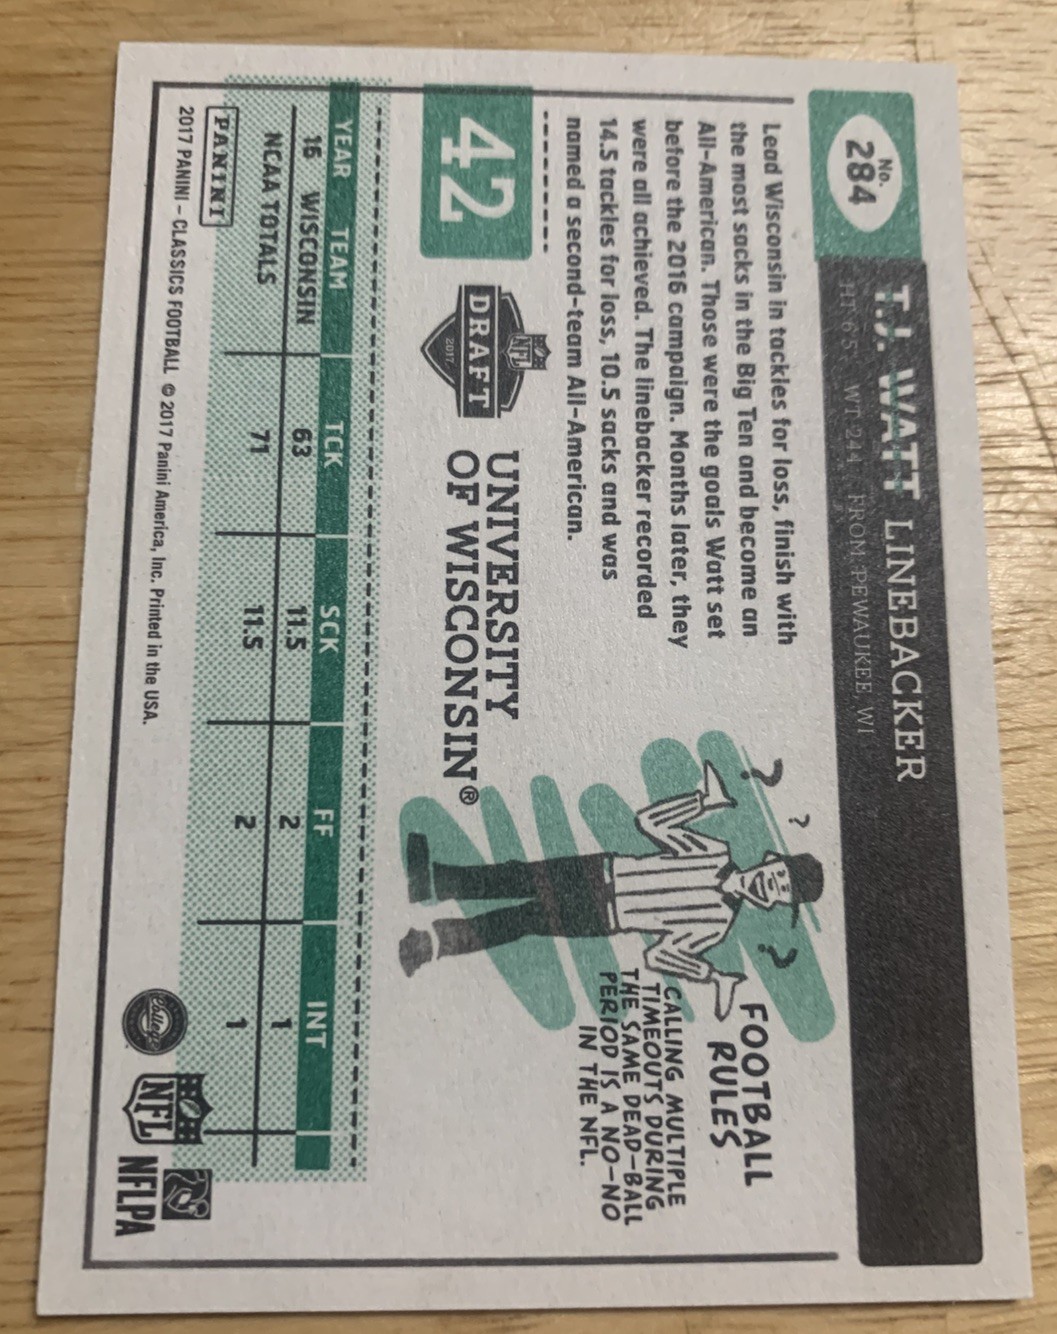 No.
284
T.J. WATT LINEBACKER
HT. 6'5" WT. 244 FROM: PEWAUKEE, WI
Lead Wisconsin in tackles for loss, finish with
the most sacks in the Big Ten and become an
All-American. Those were the goals Watt set
before the 2016 campaign. Months later, they
were all achieved. The linebacker recorded
14.5 tackles for loss, 10.5 sacks and was
named a second-team All-American.
? ? ?
FOOTBALL
RULES
CALLING MULTIPLE
TIMEOUTS DURING
THE SAME DEAD-BALL
PERIOD IS A NO-NO
IN THE NFL.
42
NFL
DRAFT
2017
UNIVERSITY
OF WISCONSIN®
YEAR TEAM TCK SCK FF INT
16 WISCONSIN 63 11.5 2 1
NCAA TOTALS 71 11.5 2 1
PANINI
2017 PANINI – CLASSICS FOOTBALL © 2017 Panini America, Inc. Printed in the USA.
College
NFL
NFLPA